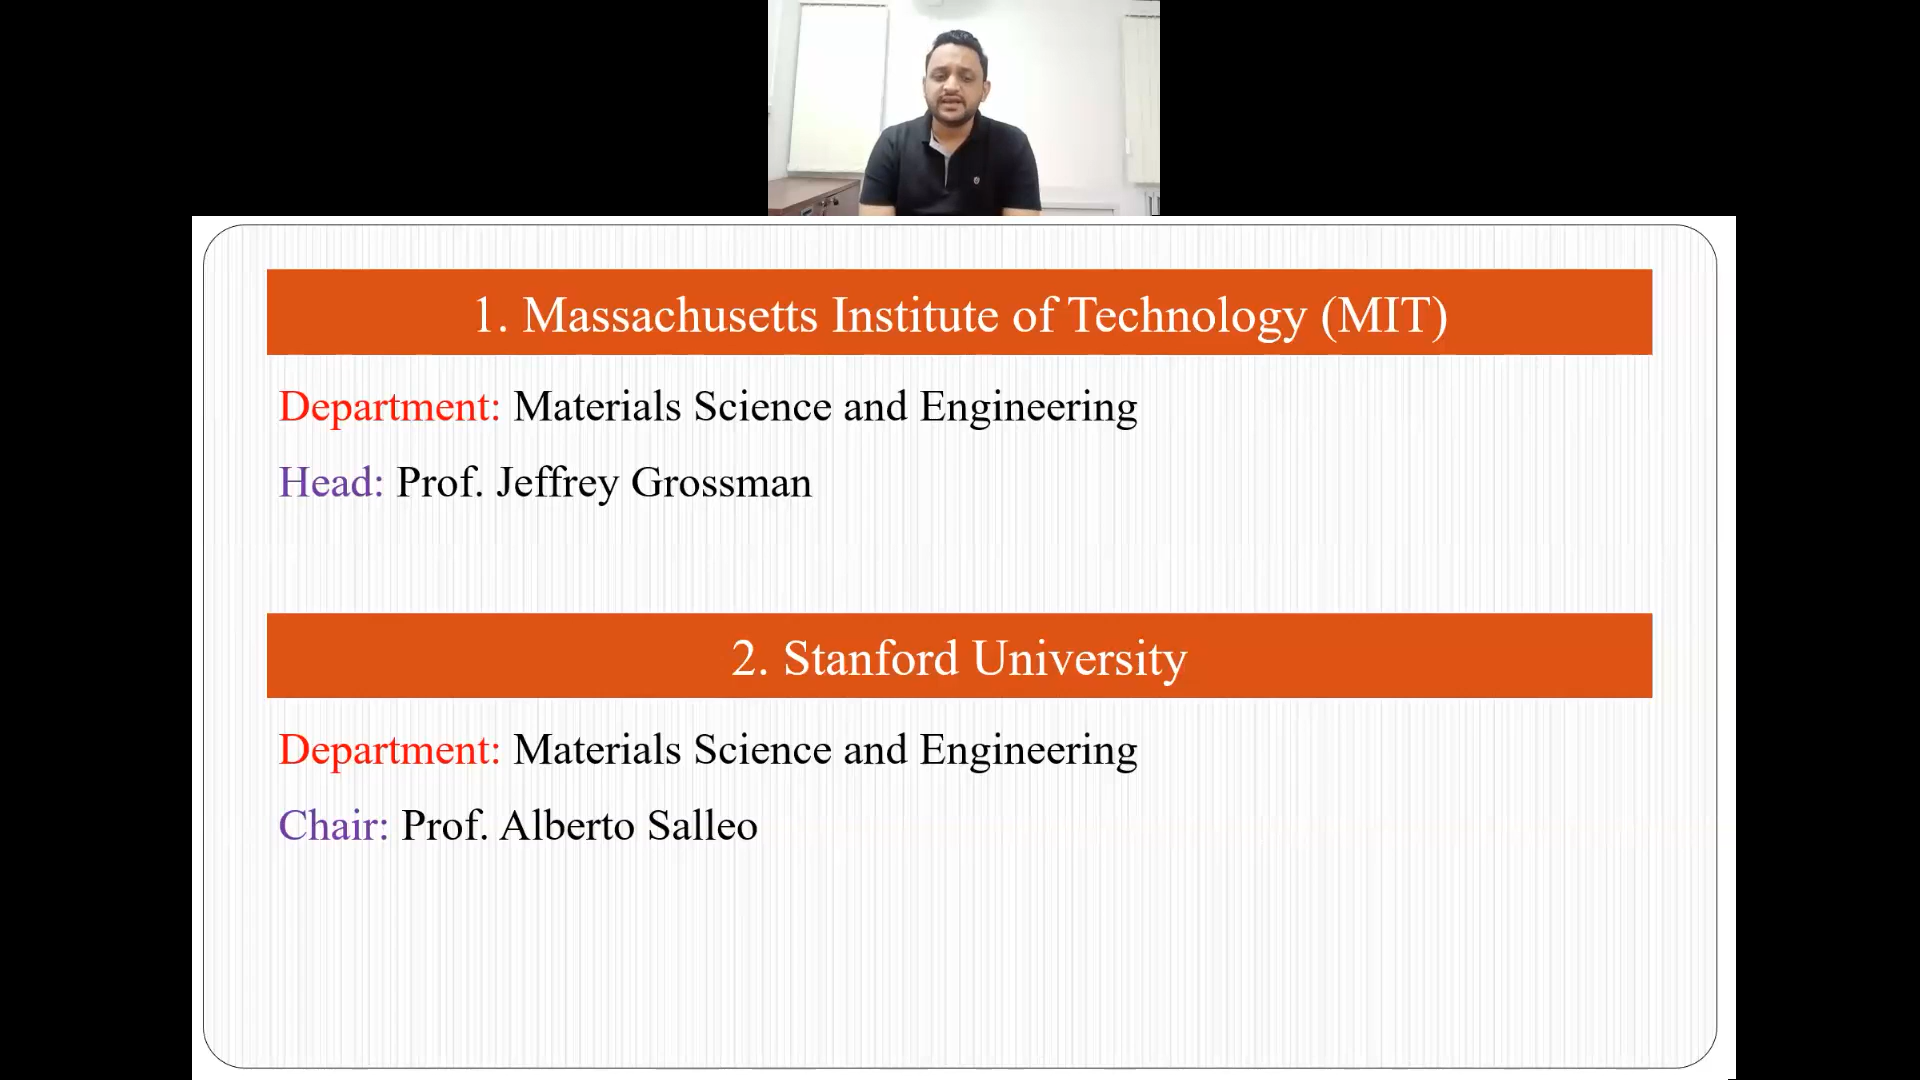 1. Massachusetts Institute of Technology (MIT)
Department: Materials Science and Engineering
Head: Prof. Jeffrey Grossman
2. Stanford University
Department: Materials Science and Engineering
Chair: Prof. Alberto Salleo